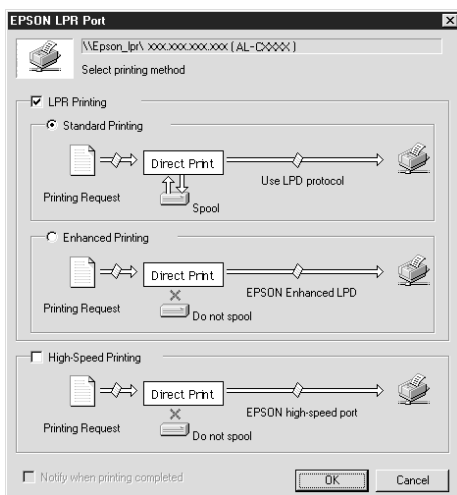 EPSON LPR Port
\\Epson_lpr\ xxx.xxx.xxx.xxx ( AL-CXXXX )
Select printing method
LPR Printing
Standard Printing
Direct Print
Use LPD protocol
Printing Request
Spool
Enhanced Printing
Direct Print
EPSON Enhanced LPD
Printing Request
Do not spool
High-Speed Printing
Direct Print
EPSON high-speed port
Printing Request
Do not spool
Notify when printing completed
OK
Cancel